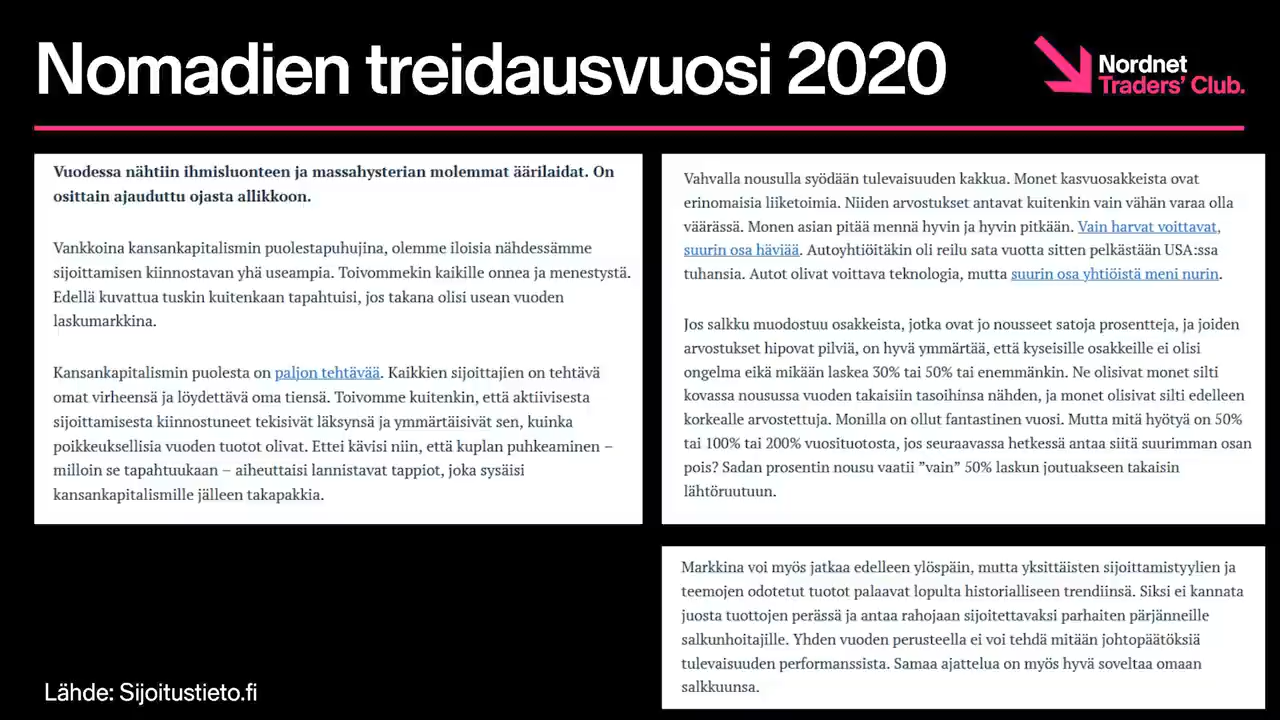 Nomadien treidausvuosi 2020
Nordnet
Traders' Club.
Vuodessa nähtiin ihmisluonteen ja massahysterian molemmat äärilaidat. On
osittain ajauduttu ojasta allikkoon.
Vankkoina kansankapitalismin puolestapuhujina, olemme iloisia nähdessämme
sijoittamisen kiinnostavan yhä useampia. Toivommekin kaikille onnea ja menestystä.
Edellä kuvattua tuskin kuitenkaan tapahtuisi, jos takana olisi usean vuoden
laskumarkkina.
Kansankapitalismin puolesta on paljon tehtävää. Kaikkien sijoittajien on tehtävä
omat virheensä ja löydettävä oma tiensä. Toivomme kuitenkin, että aktiivisesta
sijoittamisesta kiinnostuneet tekisivät läksynsä ja ymmärtäisivät sen, kuinka
poikkeuksellisia vuoden tuotot olivat. Ettei kävisi niin, että kuplan puhkeaminen –
milloin se tapahtuukaan – aiheuttaisi lannistavat tappiot, joka sysäisi
kansankapitalismille jälleen takapakkia.
Vahvalla nousulla syödään tulevaisuuden kakkua. Monet kasvuosakkeista ovat
erinomaisia liiketoimia. Niiden arvostukset antavat kuitenkin vain vähän varaa olla
väärässä. Monen asian pitää mennä hyvin ja hyvin pitkään. Vain harvat voittavat,
suurin osa häviää. Autoyhtiöitäkin oli reilu sata vuotta sitten pelkästään USA:ssa
tuhansia. Autot olivat voittava teknologia, mutta suurin osa yhtiöistä meni nurin.
Jos salkku muodostuu osakkeista, jotka ovat jo nousseet satoja prosentteja, ja joiden
arvostukset hipovat pilviä, on hyvä ymmärtää, että kyseisille osakkeille ei olisi
ongelma eikä mikään laskea 30% tai 50% tai enemmänkin. Ne olisivat monet silti
kovassa nousussa vuoden takaisiin tasoihinsa nähden, ja monet olisivat silti edelleen
korkealle arvostettuja. Monilla on ollut fantastinen vuosi. Mutta mitä hyötyä on 50%
tai 100% tai 200% vuosituotosta, jos seuraavassa hetkessä antaa siitä suurimman osan
pois? Sadan prosentin nousu vaatii ”vain” 50% laskun joutuakseen takaisin
lähtöruutuun.
Markkina voi myös jatkaa edelleen ylöspäin, mutta yksittäisten sijoittamistyylien ja
teemojen odotetut tuotot palaavat lopulta historialliseen trendiinsä. Siksi ei kannata
juosta tuottojen perässä ja antaa rahojaan sijoitettavaksi parhaiten pärjänneille
salkunhoitajille. Yhden vuoden perusteella ei voi tehdä mitään johtopäätöksiä
tulevaisuuden performanssista. Samaa ajattelua on myös hyvä soveltaa omaan
salkkuunsa.
Lähde: Sijoitustieto.fi